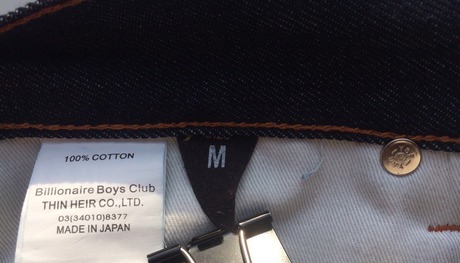 100% COTTON
Billionaire Boys Club
THIN HEIR CO.,LTD.
03(34010)8377
MADE IN JAPAN
M